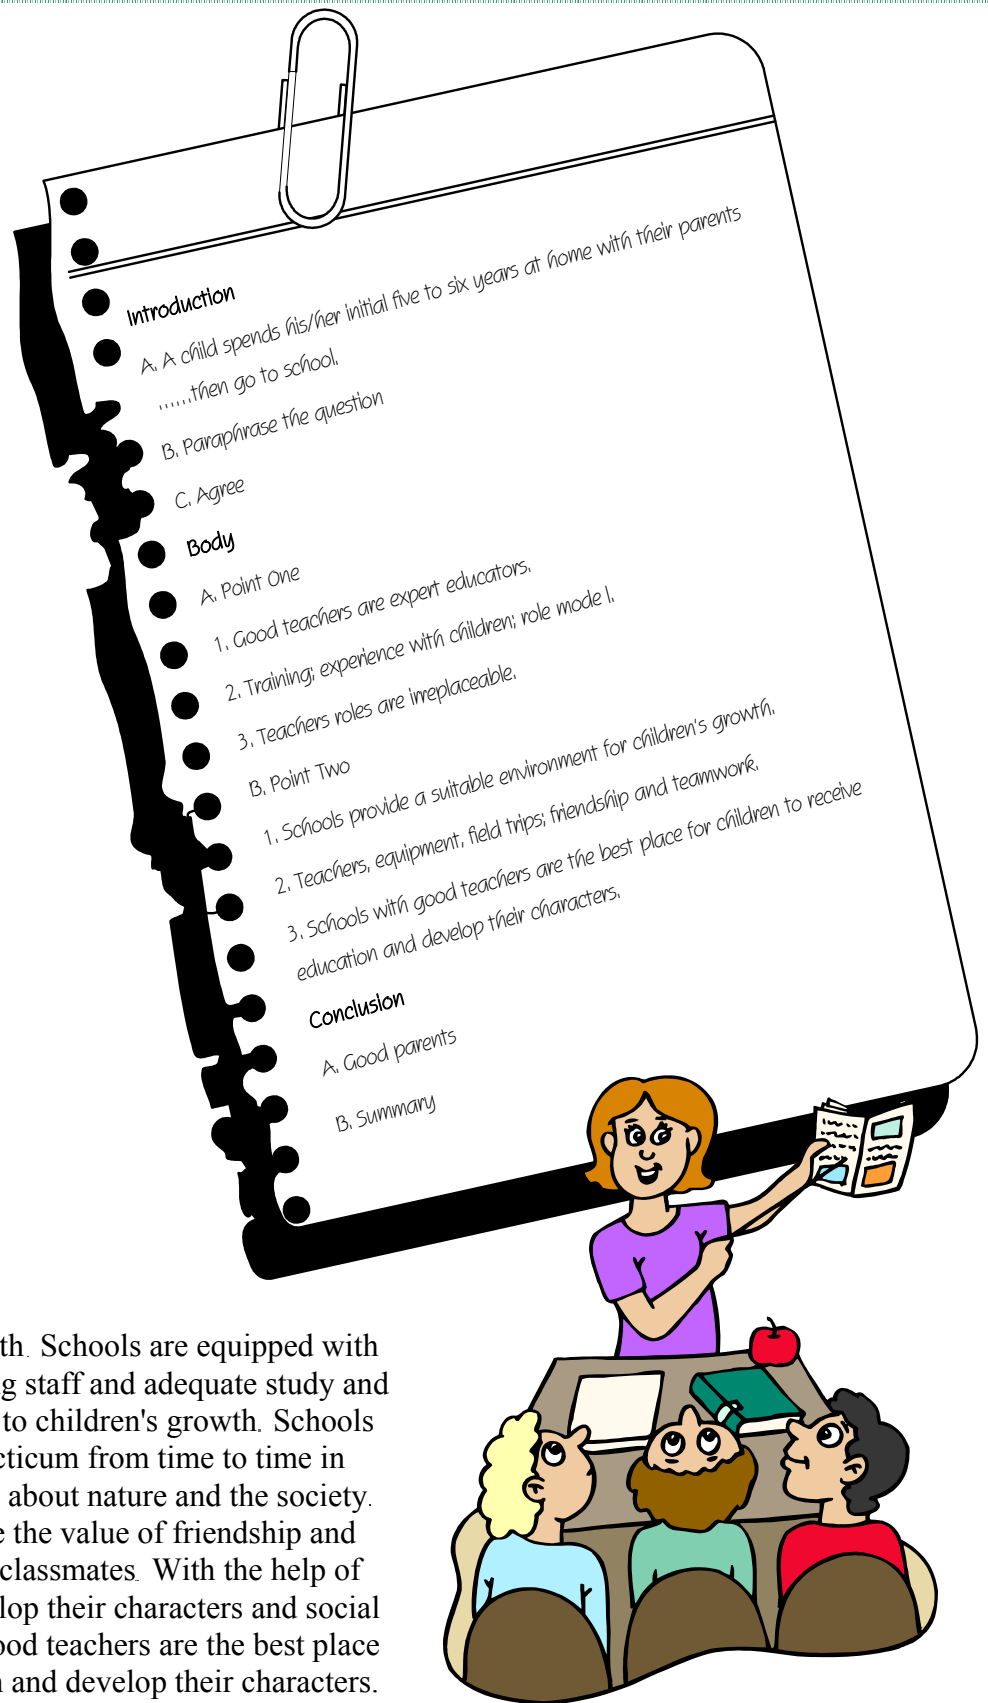 Introduction
A. A child spends his/her initial five to six years at home with their parents
......then go to school.
B. Paraphrase the question
C. Agree
Body
A. Point One
1. Good teachers are expert educators.
2. Training; experience with children; role mode l.
3. Teachers roles are irreplaceable.
B. Point Two
1. Schools provide a suitable environment for children's growth.
2. Teachers, equipment, field trips; friendship and teamwork.
3. Schools with good teachers are the best place for children to receive
education and develop their characters.
Conclusion
A. Good parents
B. Summary
th. Schools are equipped with
g staff and adequate study and
to children's growth. Schools
cticum from time to time in
about nature and the society.
e the value of friendship and
classmates. With the help of
lop their characters and social
ood teachers are the best place
n and develop their characters.